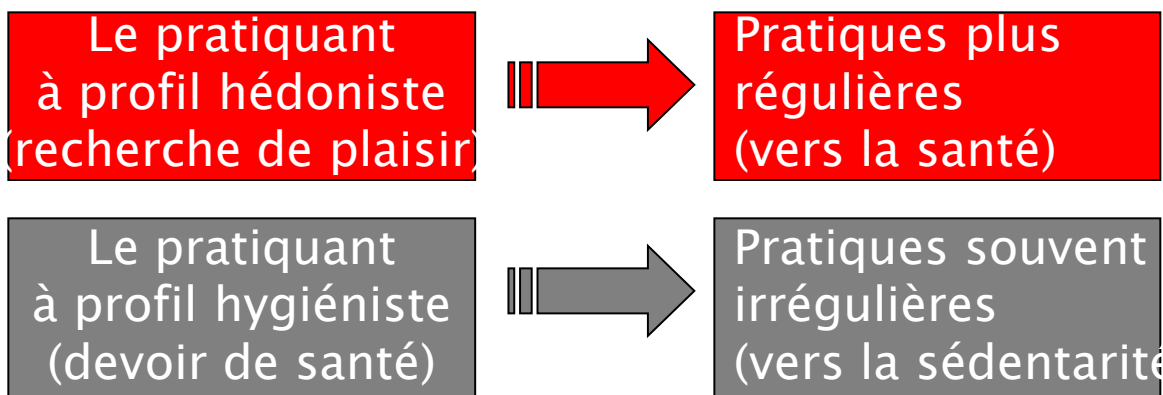 Le pratiquant
à profil hédoniste
(recherche de plaisir)
Pratiques plus
régulières
(vers la santé)
Le pratiquant
à profil hygiéniste
(devoir de santé)
Pratiques souvent
irrégulières
(vers la sédentarité